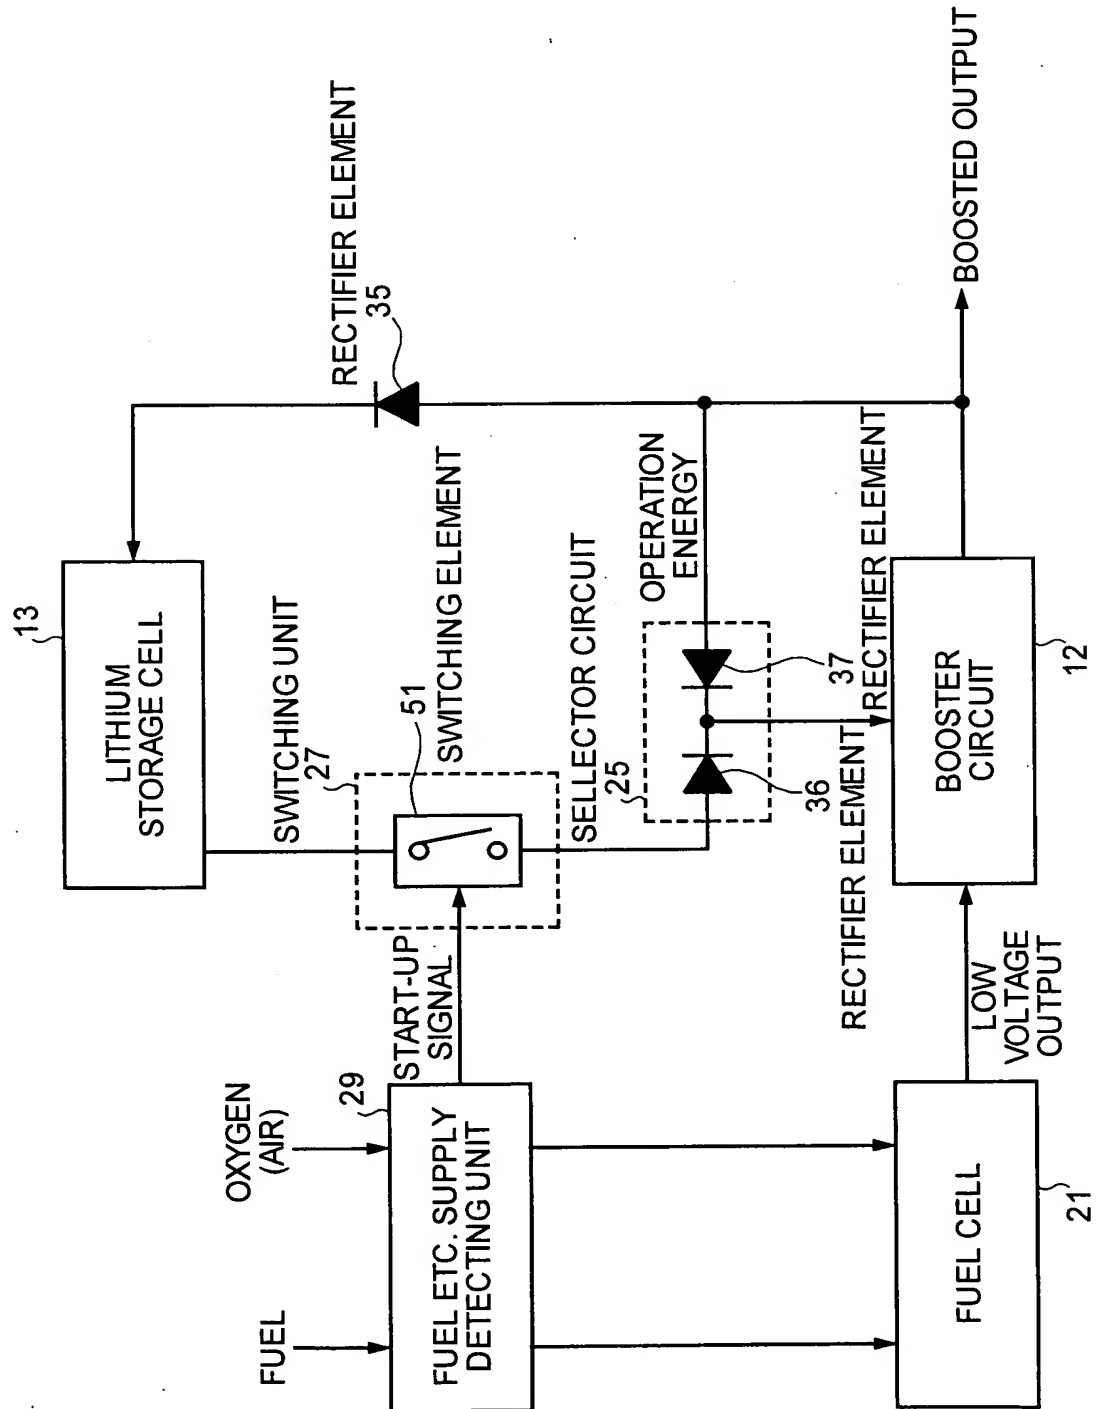 FUEL
OXYGEN
(AIR)
29
FUEL ETC. SUPPLY
DETECTING UNIT
START-UP
SIGNAL
FUEL CELL
21
LOW
VOLTAGE
OUTPUT
13
LITHIUM
STORAGE CELL
SWITCHING UNIT
27
51
SWITCHING ELEMENT
SELECTOR CIRCUIT
25
OPERATION
ENERGY
36
RECTIFIER ELEMENT
37
RECTIFIER ELEMENT
BOOSTER
CIRCUIT
12
RECTIFIER ELEMENT
35
BOOSTED OUTPUT